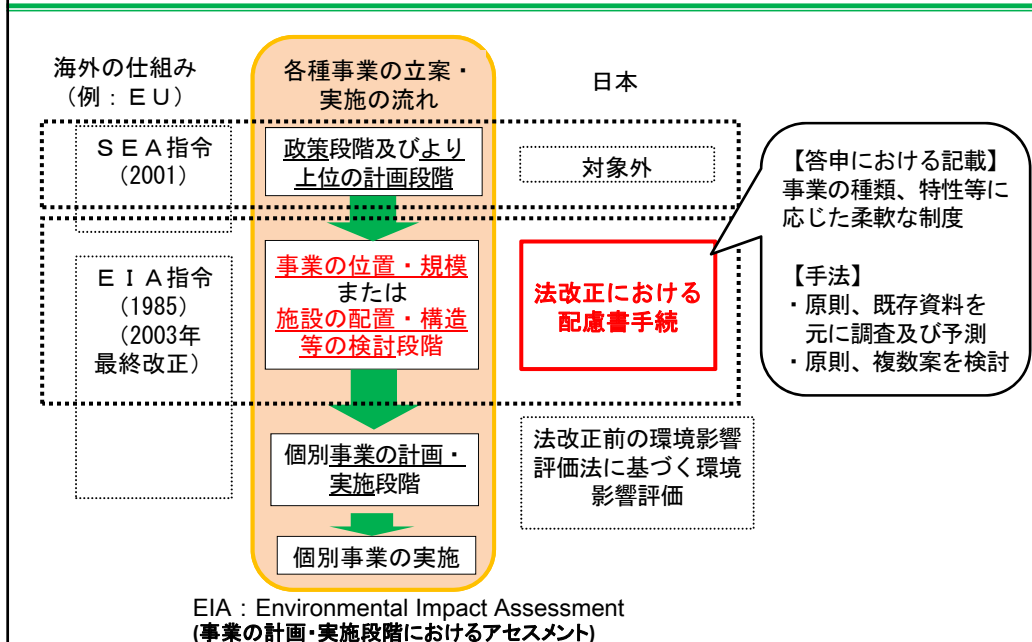 海外の仕組み
（例：ＥＵ）
各種事業の立案・
実施の流れ
日本
ＳＥＡ指令
(2001)
政策段階及びより
上位の計画段階
対象外
【答申における記載】
事業の種類、特性等に
応じた柔軟な制度
【手法】
・原則、既存資料を
元に調査及び予測
・原則、複数案を検討
ＥＩＡ指令
(1985)
(2003年
最終改正）
事業の位置・規模
または
施設の配置・構造
等の検討段階
法改正における
配慮書手続
個別事業の計画・
実施段階
法改正前の環境影響
評価法に基づく環境
影響評価
個別事業の実施
EIA：Environmental Impact Assessment
(事業の計画･実施段階におけるアセスメント)